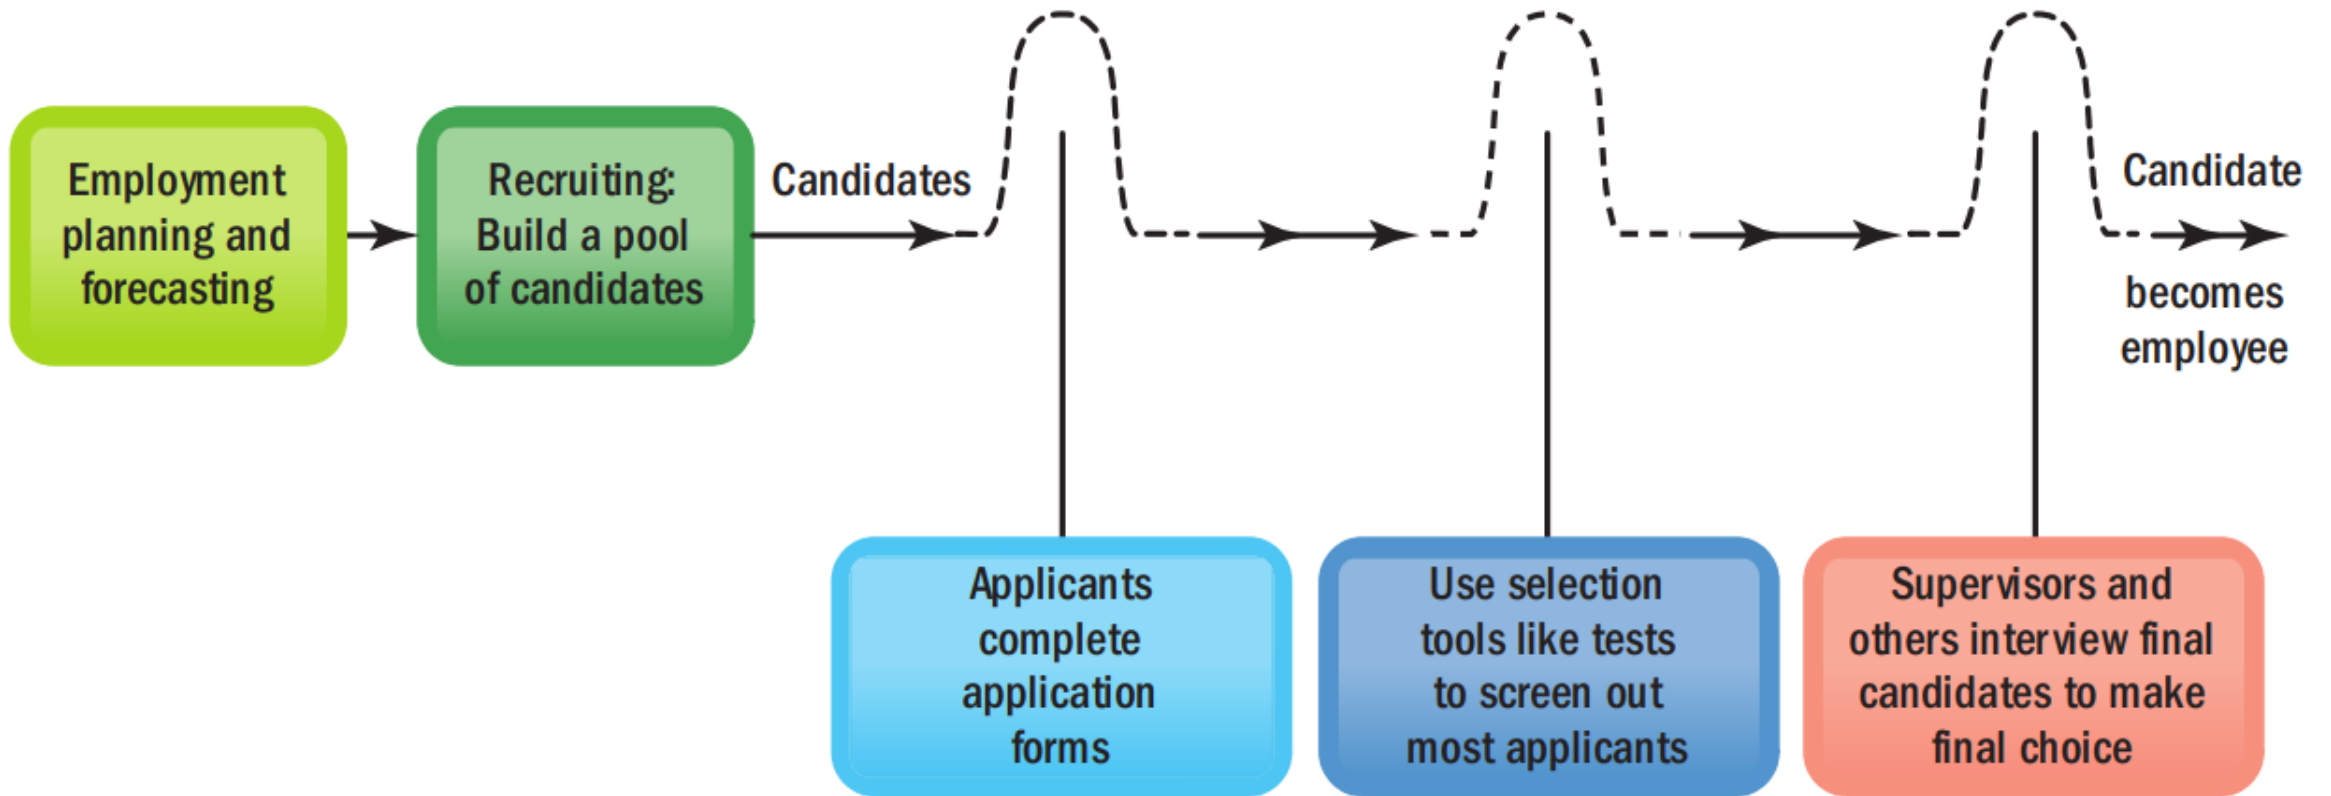 Employment
planning and
forecasting
Recruiting:
Build a pool
of candidates
Candidates
Candidate
becomes
employee
Applicants
complete
application
forms
Use selection
tools like tests
to screen out
most applicants
Supervisors and
others interview final
candidates to make
final choice